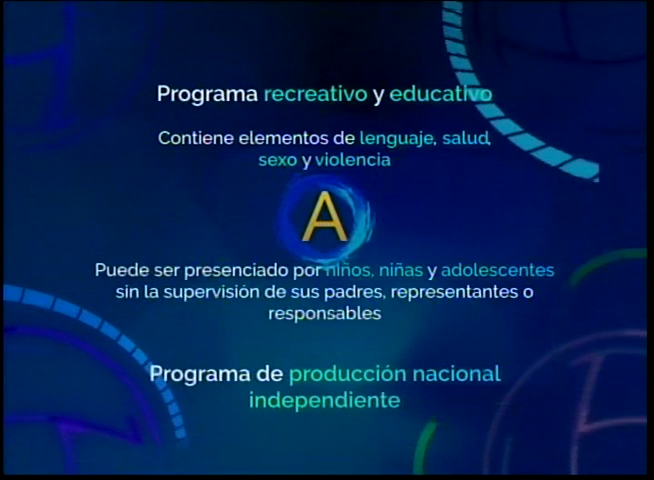 Programa recreativo y educativo
Contiene elementos de lenguaje, salud,
sexo y violencia
A
Puede ser presenciado por niños, niñas y adolescentes
sin la supervisión de sus padres, representantes o
responsables
Programa de producción nacional
independiente